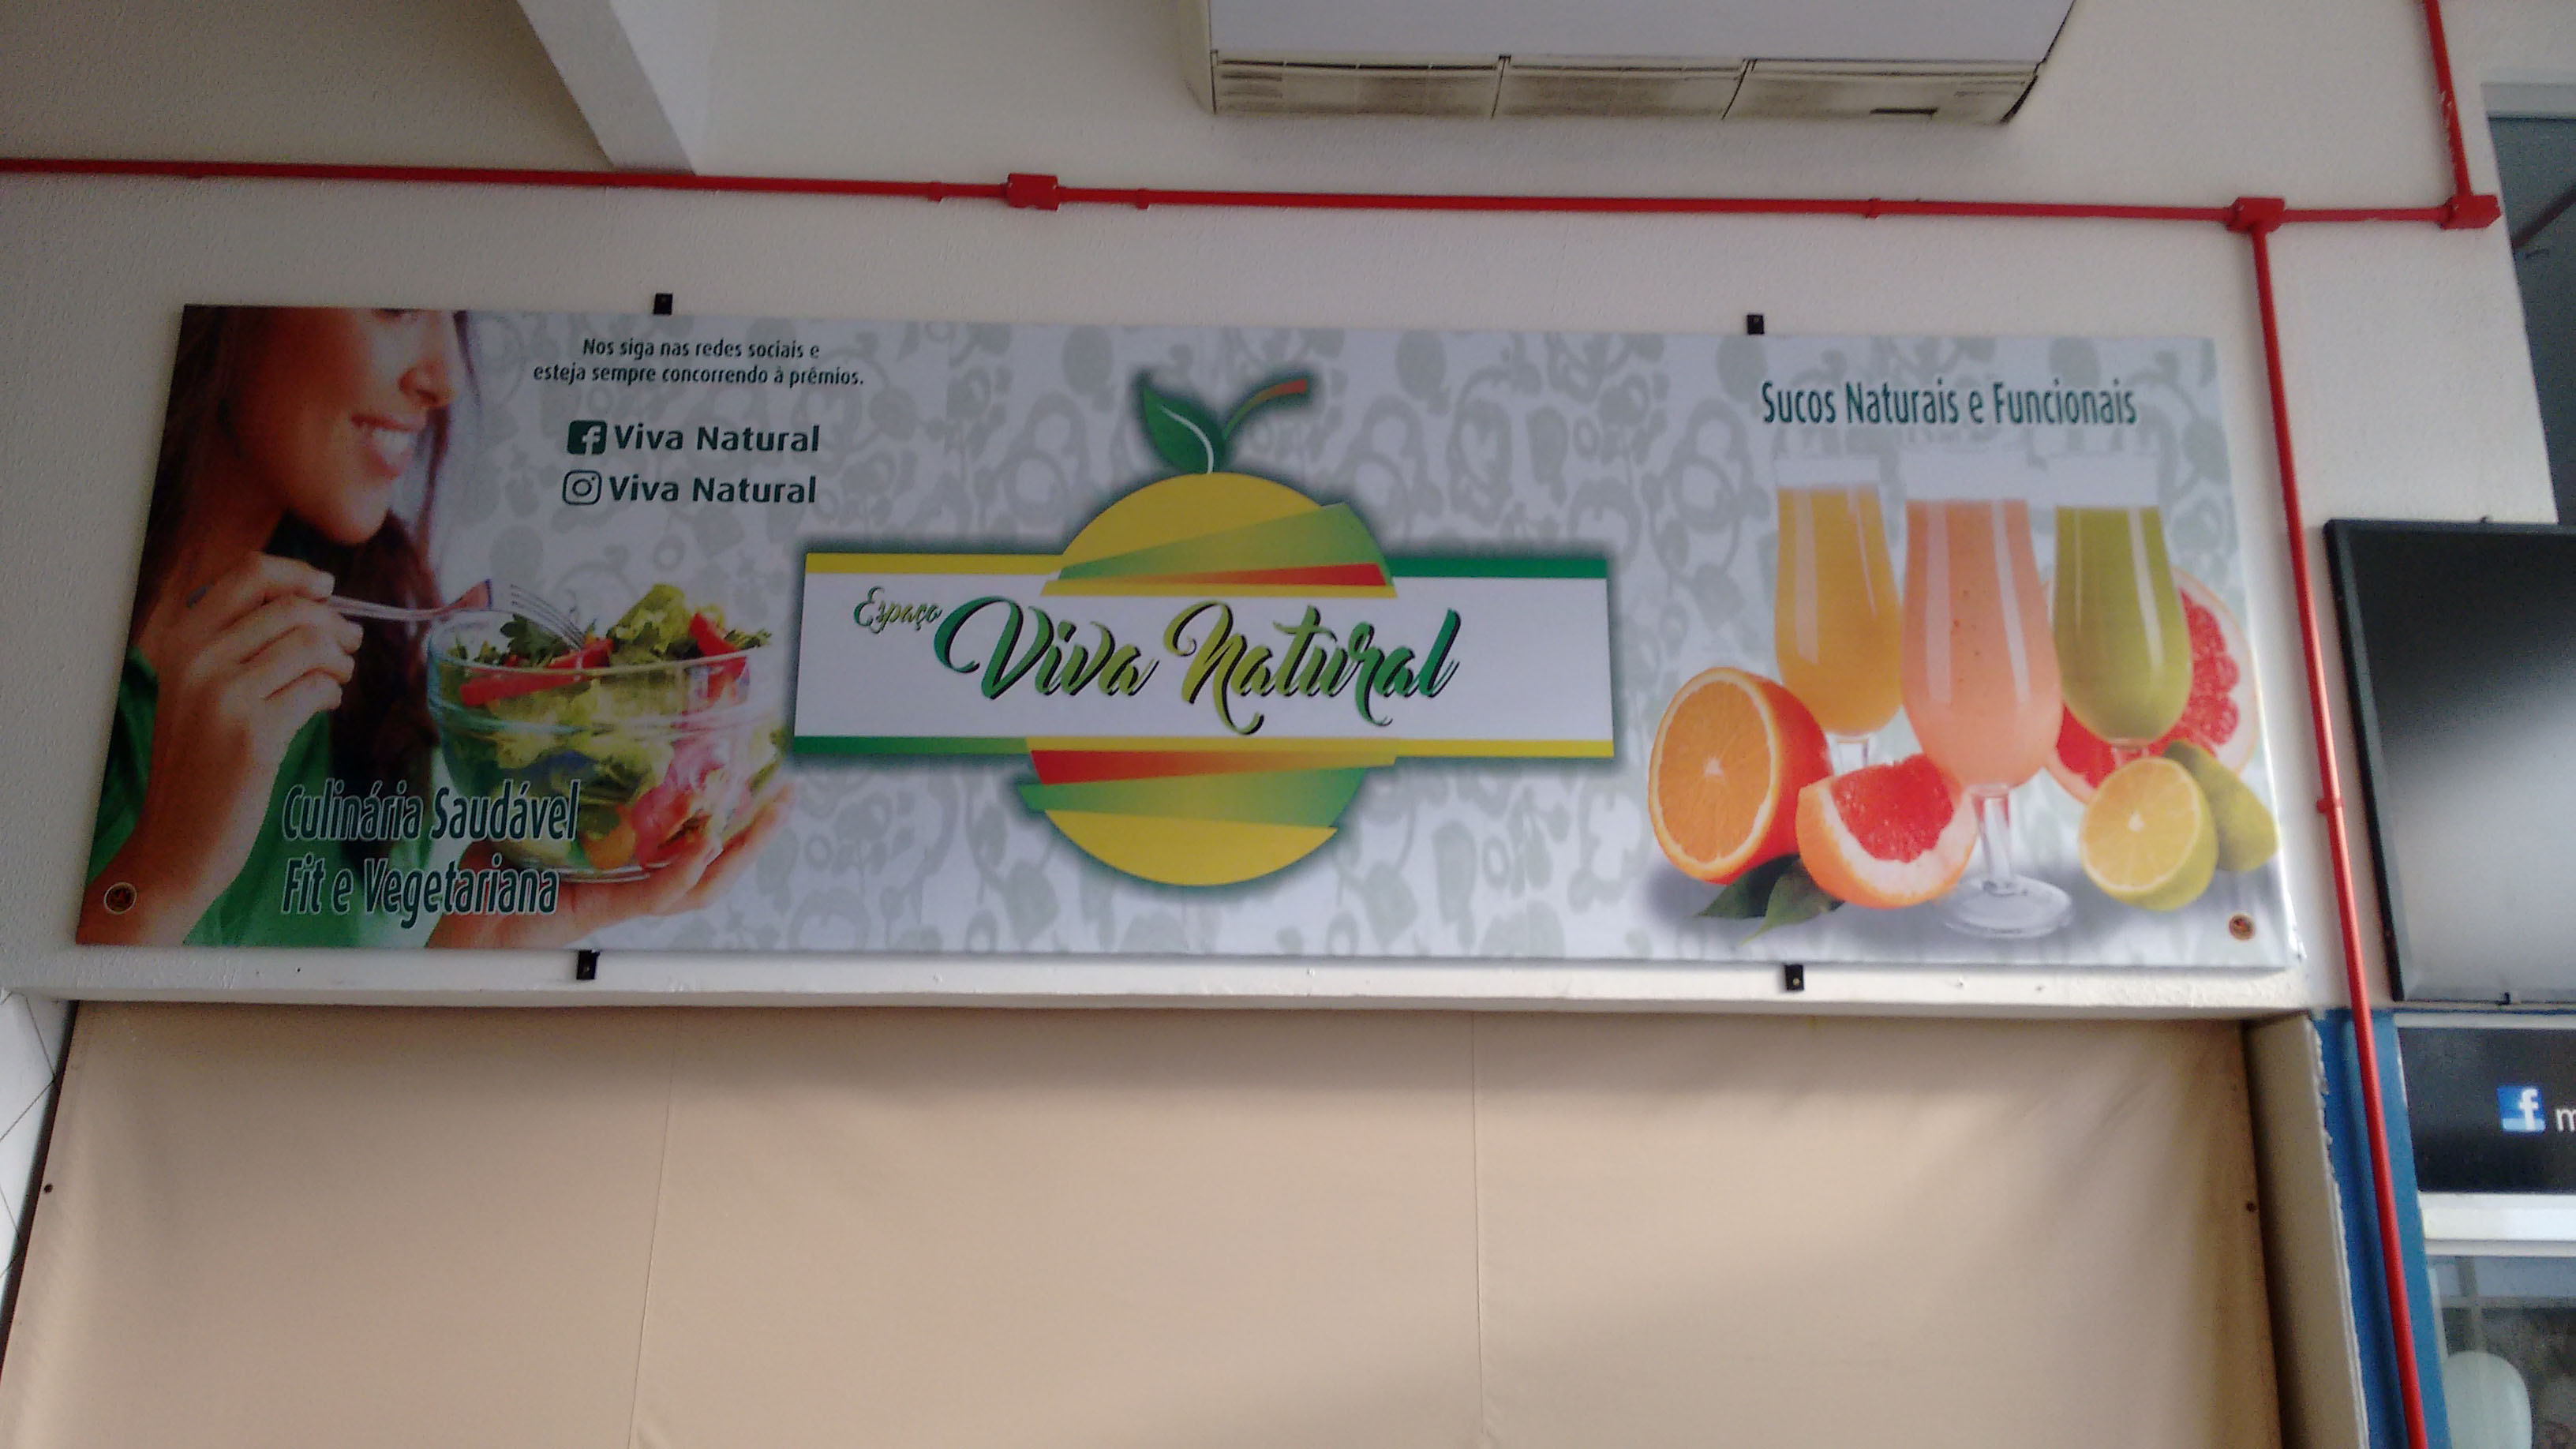 Nos siga nas redes sociais e
esteja sempre concorrendo à prêmios.
Viva Natural
Viva Natural
Culinária Saudável
Fit e Vegetariana
Espaço
Viva Natural
Sucos Naturais e Funcionais